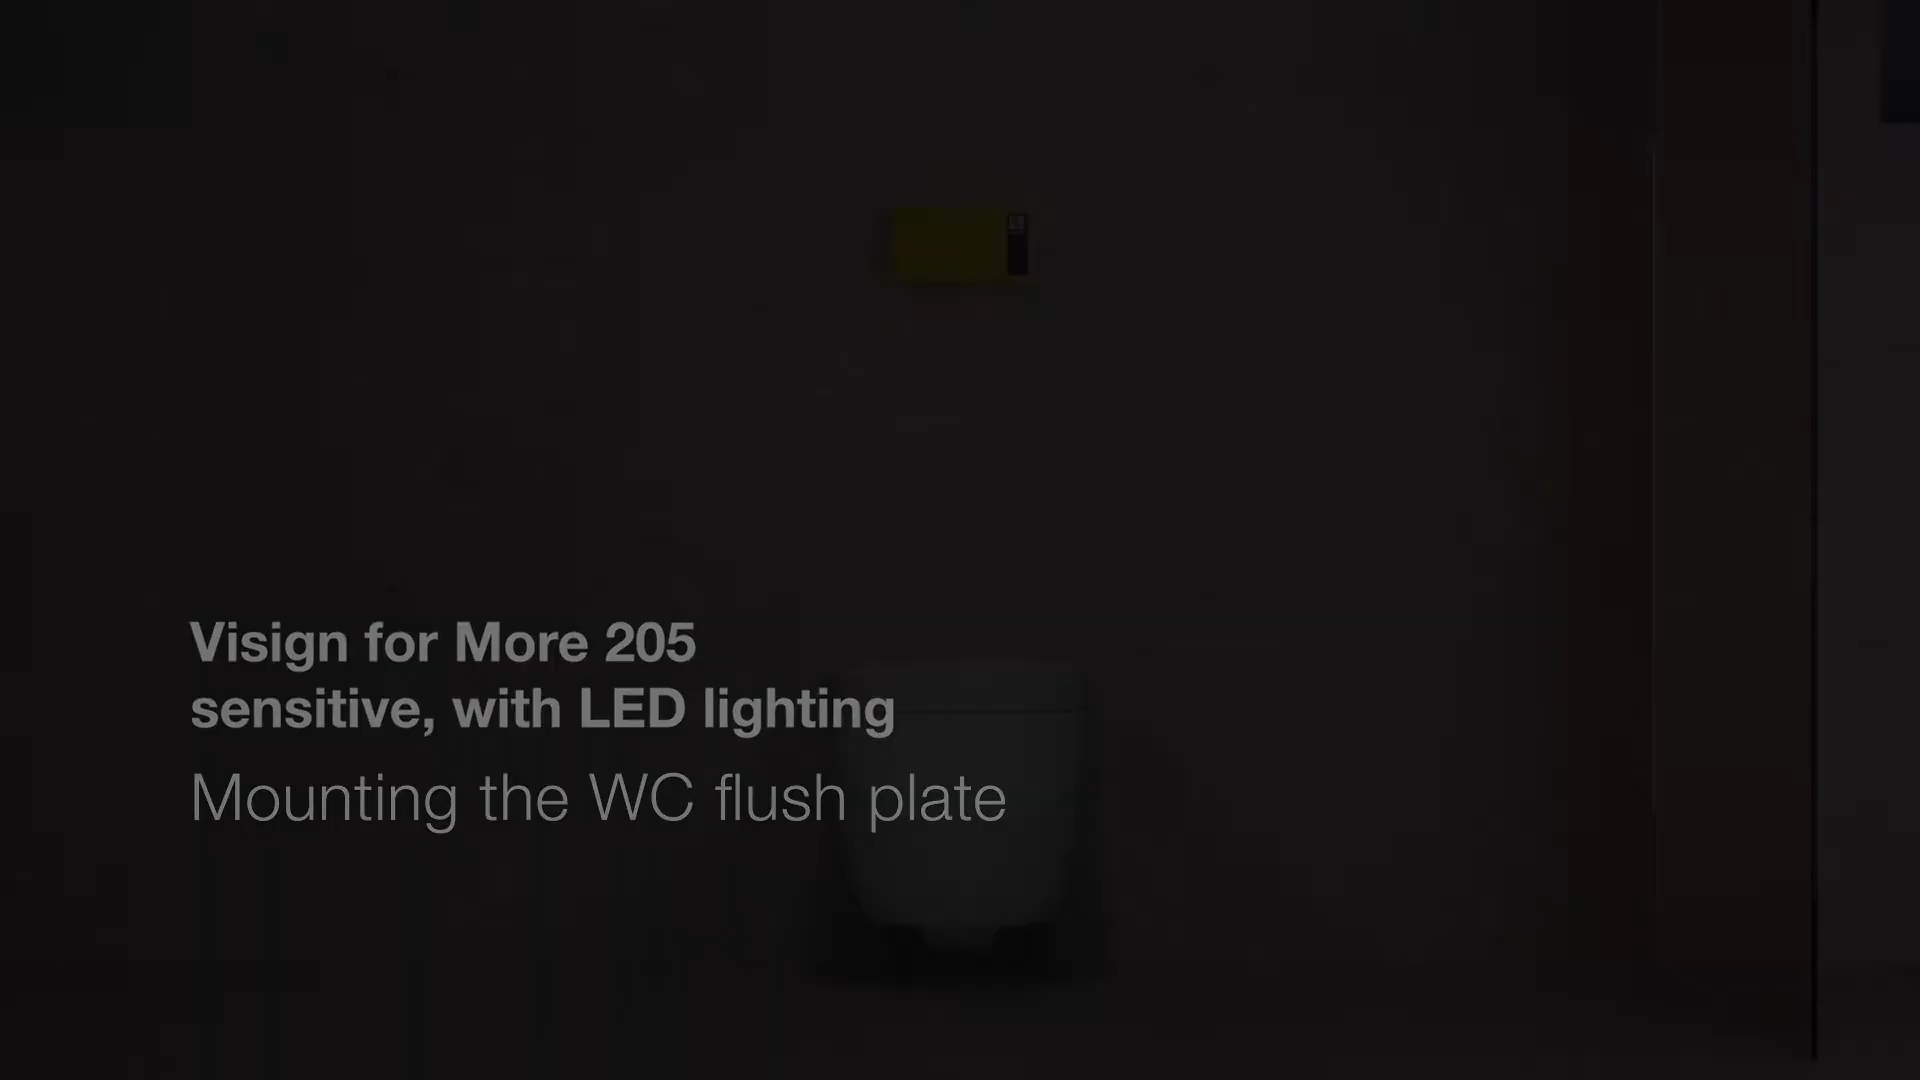 Visign for More 205
sensitive, with LED lighting
Mounting the WC flush plate